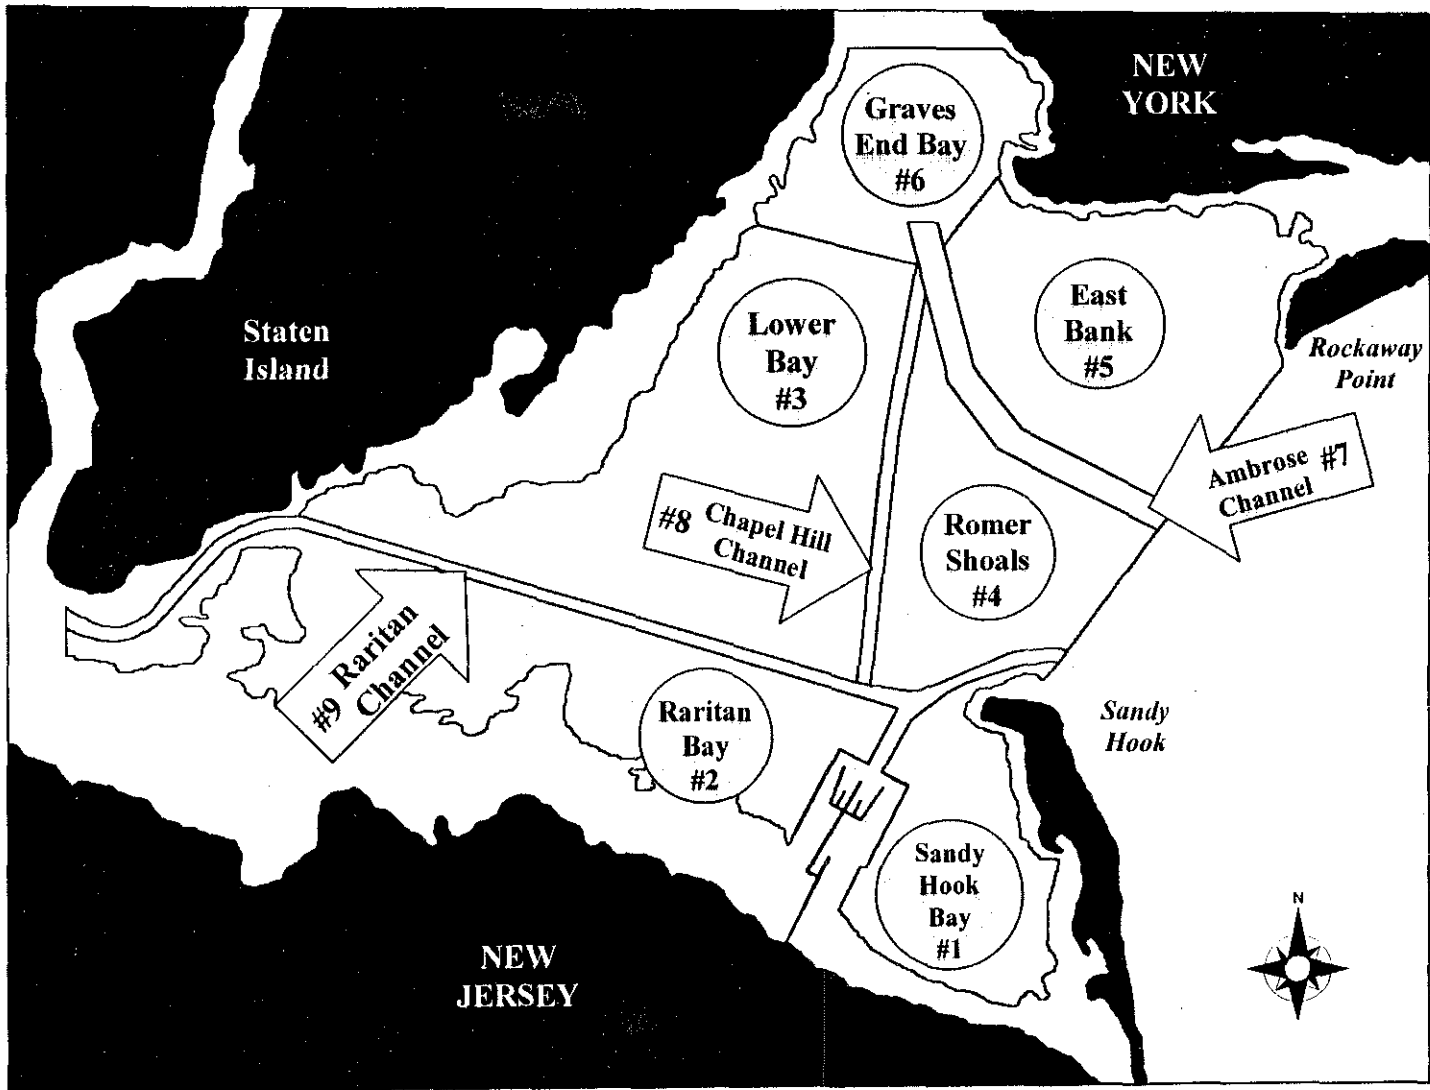 NEW
YORK
Graves
End Bay
#6
Staten
Island
Lower
Bay
#3
East
Bank
#5
Rockaway
Point
Ambrose #7
Channel
#8 Chapel Hill
Channel
Romer
Shoals
#4
#9 Raritan
Channel
Raritan
Bay
#2
Sandy
Hook
Sandy
Hook
Bay
#1
N
NEW
JERSEY